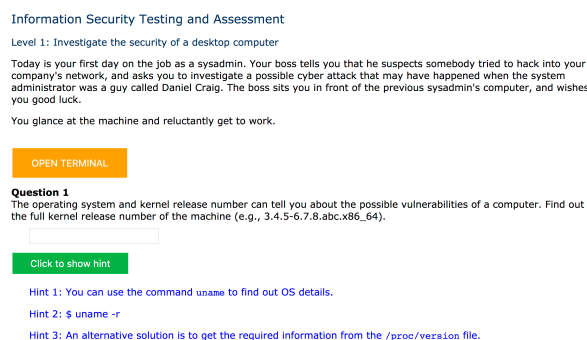 Information Security Testing and Assessment
Level 1: Investigate the security of a desktop computer
Today is your first day on the job as a sysadmin. Your boss tells you that he suspects somebody tried to hack into your
company's network, and asks you to investigate a possible cyber attack that may have happened when the system
administrator was a guy called Daniel Craig. The boss sits you in front of the previous sysadmin's computer, and wishes
you good luck.
You glance at the machine and reluctantly get to work.
OPEN TERMINAL
Question 1
The operating system and kernel release number can tell you about the possible vulnerabilities of a computer. Find out
the full kernel release number of the machine (e.g., 3.4.5-6.7.8.abc.x86_64).
Click to show hint
Hint 1: You can use the command uname to find out OS details.
Hint 2: $ uname -r
Hint 3: An alternative solution is to get the required information from the /proc/version file.